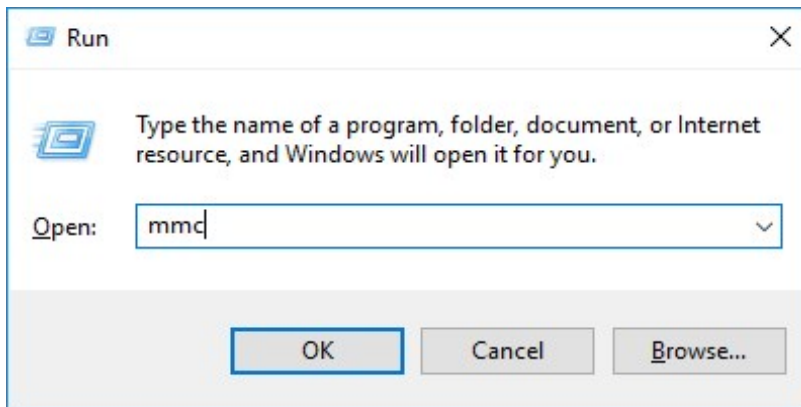 Run
Type the name of a program, folder, document, or Internet
resource, and Windows will open it for you.
Open: mmc
OK Cancel Browse...